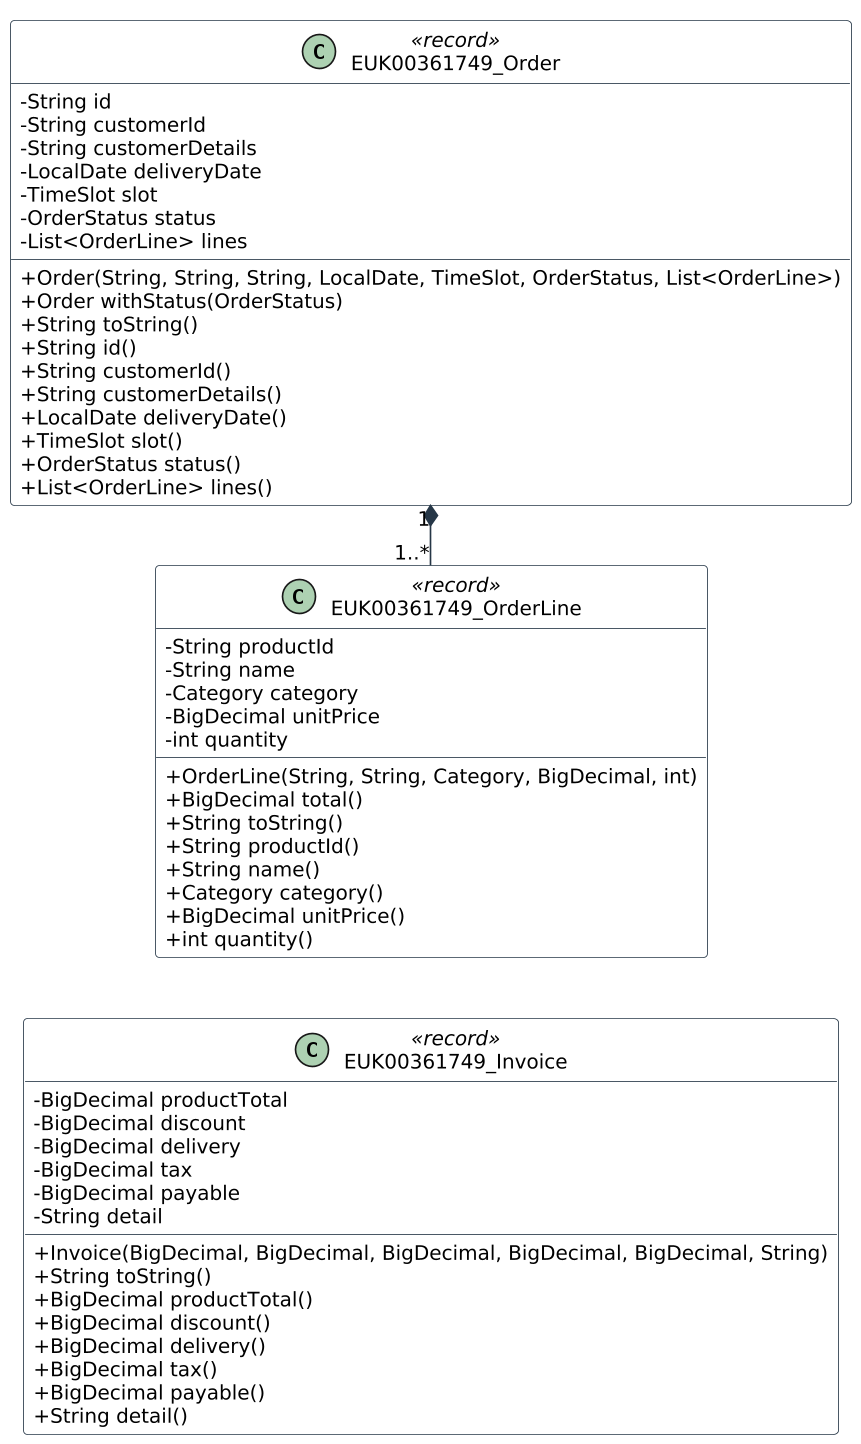 C
«record»
EUK00361749_Order
-String id
-String customerId
-String customerDetails
-LocalDate deliveryDate
-TimeSlot slot
-OrderStatus status
-List<OrderLine> lines
+Order(String, String, String, LocalDate, TimeSlot, OrderStatus, List<OrderLine>)
+Order withStatus(OrderStatus)
+String toString()
+String id()
+String customerId()
+String customerDetails()
+LocalDate deliveryDate()
+TimeSlot slot()
+OrderStatus status()
+List<OrderLine> lines()
1
1..*
C
«record»
EUK00361749_OrderLine
-String productId
-String name
-Category category
-BigDecimal unitPrice
-int quantity
+OrderLine(String, String, Category, BigDecimal, int)
+BigDecimal total()
+String toString()
+String productId()
+String name()
+Category category()
+BigDecimal unitPrice()
+int quantity()
C
«record»
EUK00361749_Invoice
-BigDecimal productTotal
-BigDecimal discount
-BigDecimal delivery
-BigDecimal tax
-BigDecimal payable
-String detail
+Invoice(BigDecimal, BigDecimal, BigDecimal, BigDecimal, BigDecimal, String)
+String toString()
+BigDecimal productTotal()
+BigDecimal discount()
+BigDecimal delivery()
+BigDecimal tax()
+BigDecimal payable()
+String detail()